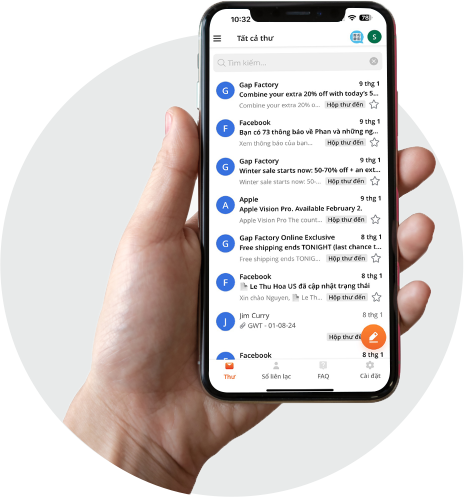 10:32
78
Tất cả thư
S
Tìm kiếm...
G
Gap Factory
9 thg 1
Combine your extra 20% off with today's 5...
Combine your extra 20% o...
Hộp thư đến
F
Facebook
9 thg 1
Bạn có 73 thông báo về Phan và những ng...
Xem thông báo của bạn...
Hộp thư đến
G
Gap Factory
9 thg 1
Winter sale starts now: 50-70% off + an ext...
Winter sale starts now: 50-...
Hộp thư đến
A
Apple
9 thg 1
Apple Vision Pro. Available February 2.
Apple Vision Pro The count...
Hộp thư đến
G
Gap Factory Online Exclusive
8 thg 1
Free shipping ends TONIGHT (last chance t...
Free shipping ends TONIG...
Hộp thư đến
F
Facebook
8 thg 1
Le Thu Hoa US đã cập nhật trạng thái
Xin chào Nguyen, Le Th...
Hộp thư đến
J
Jim Curry
8 thg 1
GWT - 01-08-24
Hộp thư đế
Facebook
8 thg 1
Thư
Số liên lạc
FAQ
Cài đặt